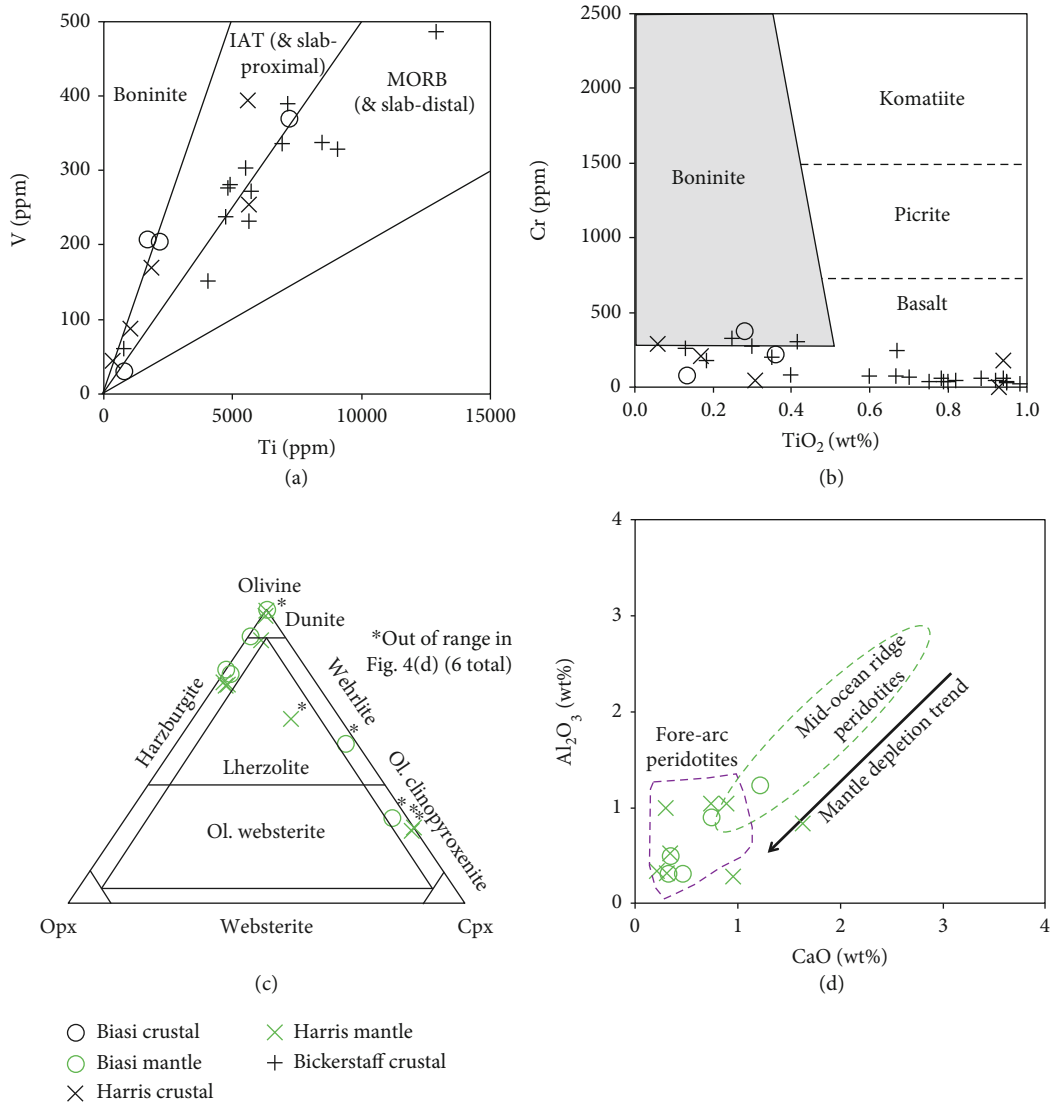 500
400
300
200
100
0
V (ppm)
0
5000
10000
15000
Ti (ppm)
Boninite
IAT (& slab-
proximal)
MORB
(& slab-distal)
(a)
2500
2000
1500
2500
1000
500
0
Cr (ppm)
0.0
0.2
0.4
0.6
0.8
1.0
TiO2 (wt%)
Boninite
Komatiite
Picrite
Basalt
(b)
Olivine
*
Dunite
*Out of range in
Fig. 4(d) (6 total)
Harzburgite
Wehrlite
*
*
Lherzolite
Ol. clinopyroxenite
* **
Ol. websterite
Opx
Websterite
Cpx
(c)
4
3
2
1
0
Al2O3 (wt%)
0
1
2
3
4
CaO (wt%)
Mid-ocean ridge
peridotites
Fore-arc
peridotites
Mantle depletion trend
(d)
Biasi crustal
Biasi mantle
Harris crustal
Harris mantle
Bickerstaff crustal